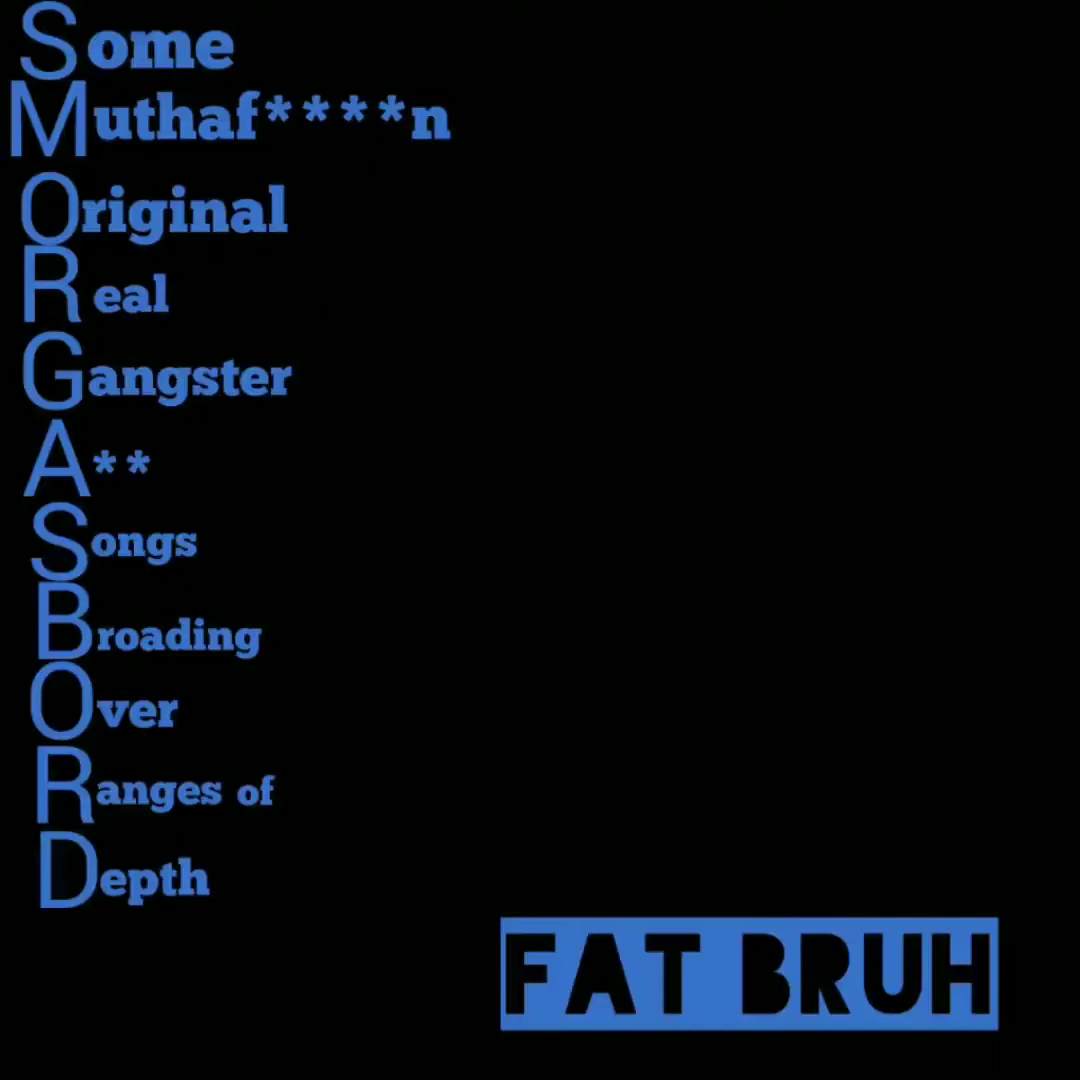 Some
Muthaf****n
Original
Real
Gangster
A**
Songs
Broading
Over
Ranges of
Depth
FAT BRUH